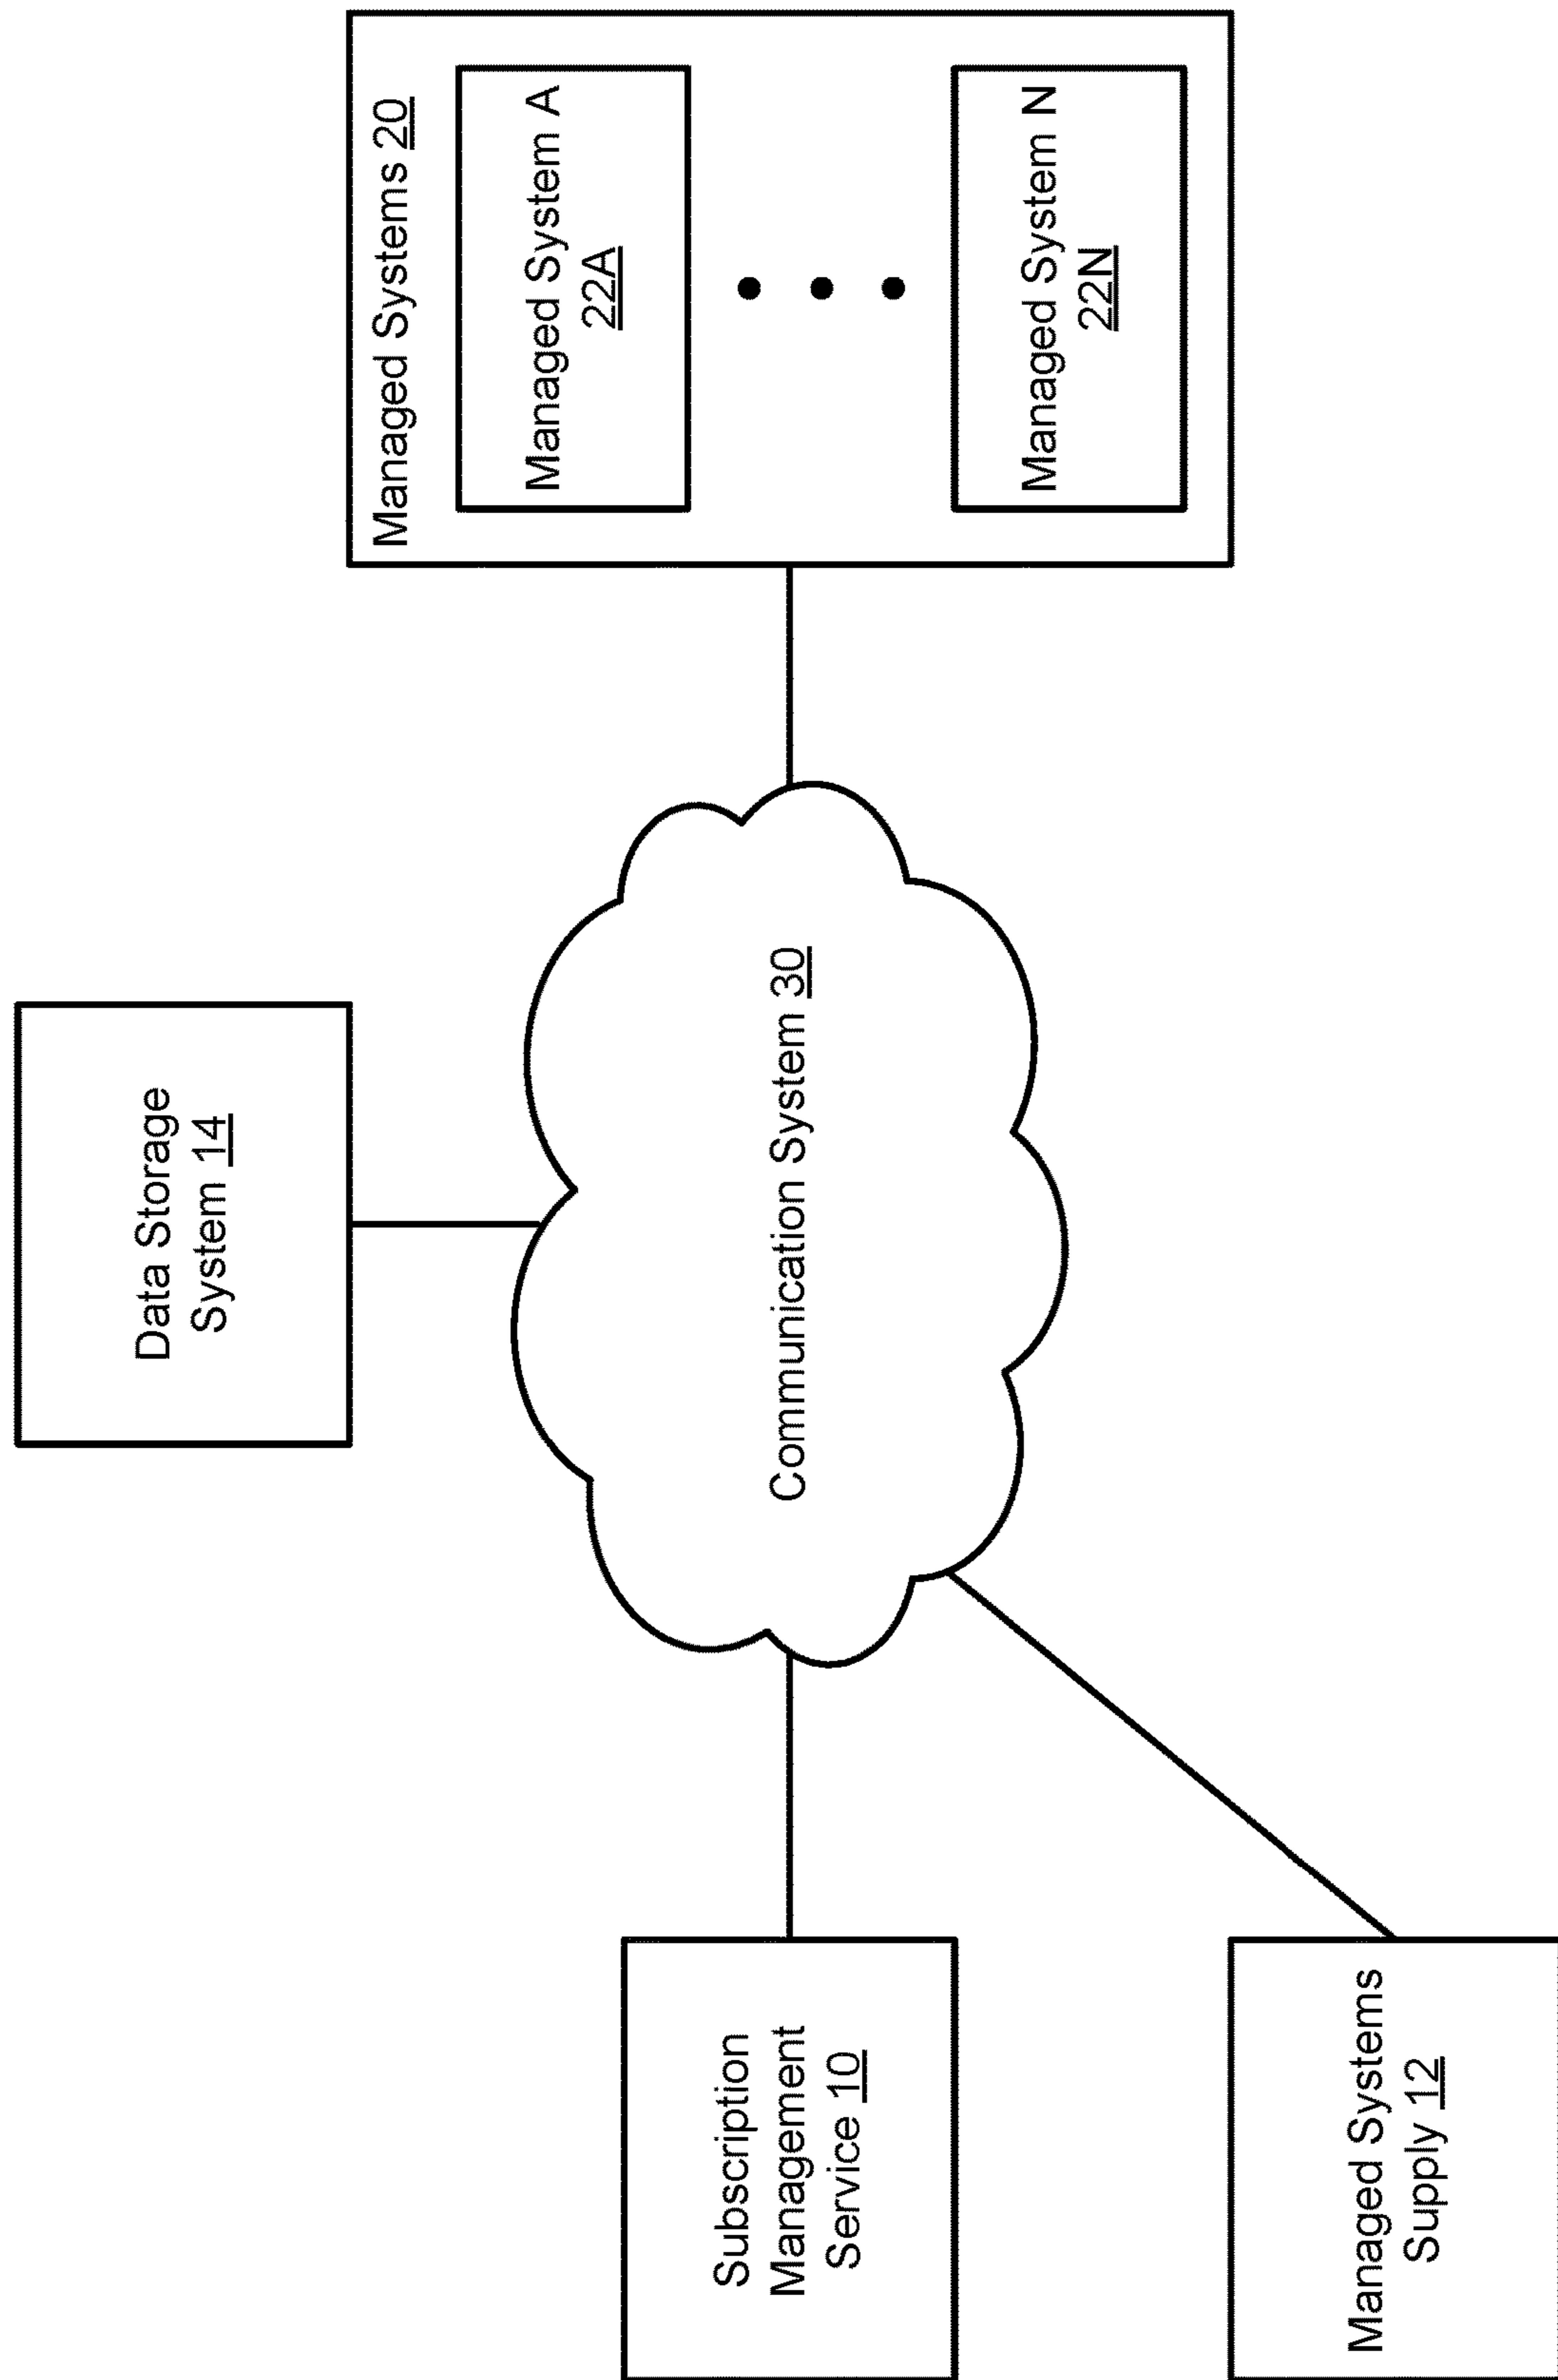 Data Storage
System 14
Managed Systems 20
Managed System A
22A
Managed System N
22N
Communication System 30
Subscription
Management
Service 10
Managed Systems
Supply 12